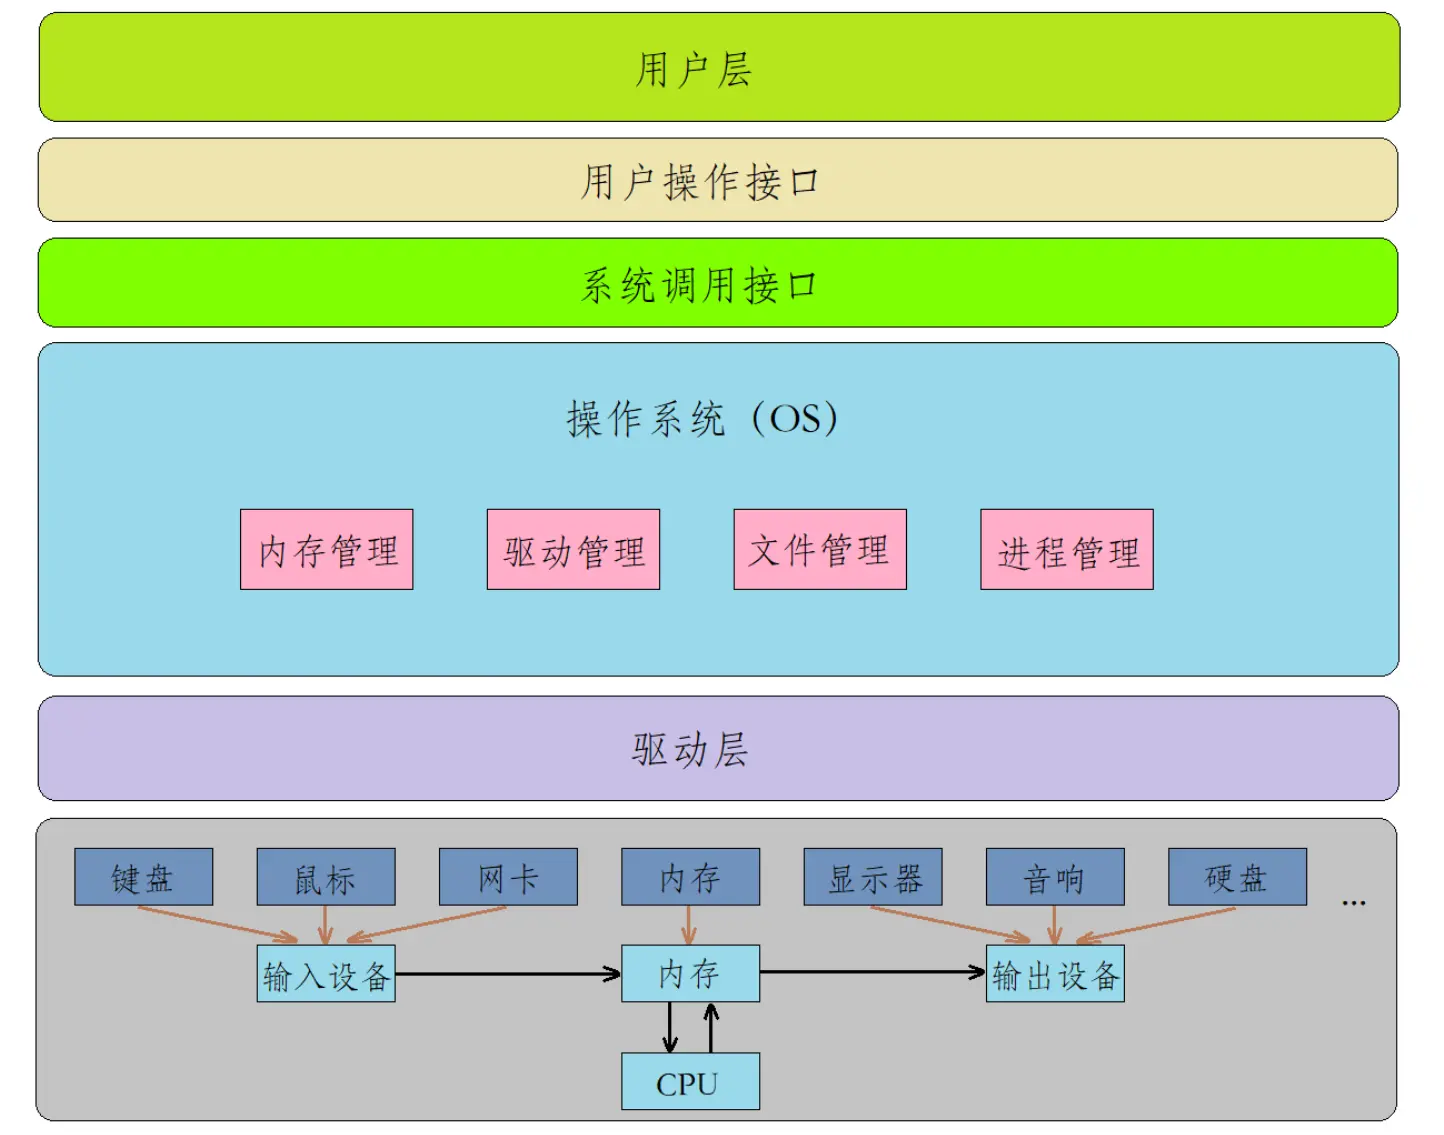 用户层
用户操作接口
系统调用接口
操作系统（OS）
内存管理 驱动管理 文件管理 进程管理
驱动层
键盘 鼠标 网卡 内存 显示器 音响 硬盘 ...
输入设备 内存 输出设备
CPU